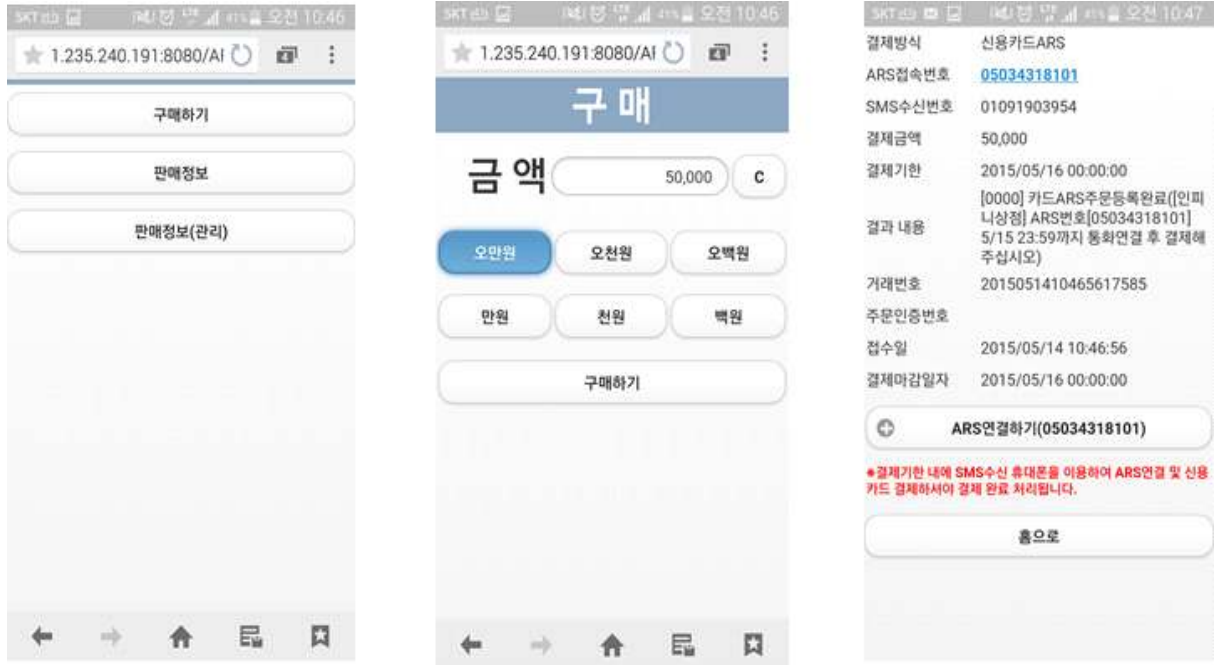 SKT 오전 10:46
1.235.240.191:8080/Al
구매하기
판매정보
판매정보(관리)
SKT 오전 10:46
1.235.240.191:8080/Al
구매
금액 50,000 C
오만원 오천원 오백원
만원 천원 백원
구매하기
SKT 오전 10:47
결제방식 신용카드ARS
ARS접속번호 05034318101
SMS수신번호 01091903954
결제금액 50,000
결제기한 2015/05/16 00:00:00
결과 내용 [0000] 카드ARS주문등록완료([인피
니상점] ARS번호[05034318101]
5/15 23:59까지 통화연결 후 결제해
주십시오)
거래번호 2015051410465617585
주문인증번호
접수일 2015/05/14 10:46:56
결제마감일자 2015/05/16 00:00:00
ARS연결하기(05034318101)
*결제기한 내에 SMS수신 휴대폰을 이용하여 ARS연결 및 신용
카드 결제하셔야 결제 완료 처리됩니다.
홈으로